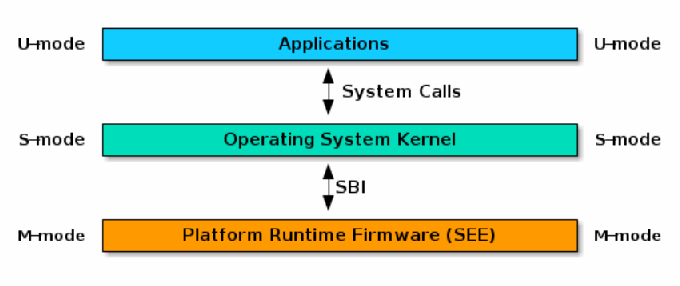 U-mode Applications U-mode
System Calls
S-mode Operating System Kernel S-mode
SBI
M-mode Platform Runtime Firmware (SEE) M-mode